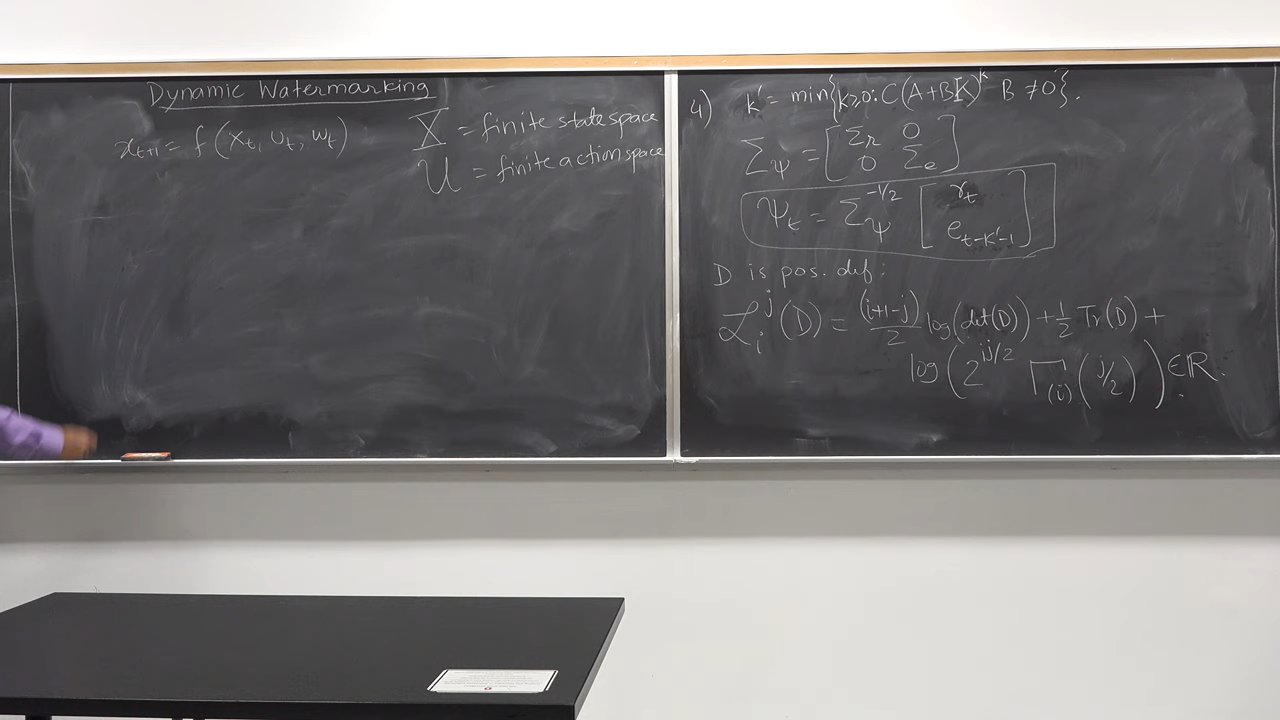 Dynamic Watermarking
x_{t+1} = f(x_t, u_t, w_t)
X = finite state space
U = finite action space
4) k' = min{k≥0: C(A+BK)^k B ≠ 0}.
Σ_Ψ = [Σ_r 0
0 Σ_e]
Ψ_t = Σ_Ψ^{-1/2} [r_t
e_{t-k'-1}]
D is pos. def:
ℒ_i^j(D) = (i+1-j)/2 log(det(D)) + 1/2 Tr(D) +
log(2^{ij/2} Γ_{(i)}(j/2)) ∈ ℝ.